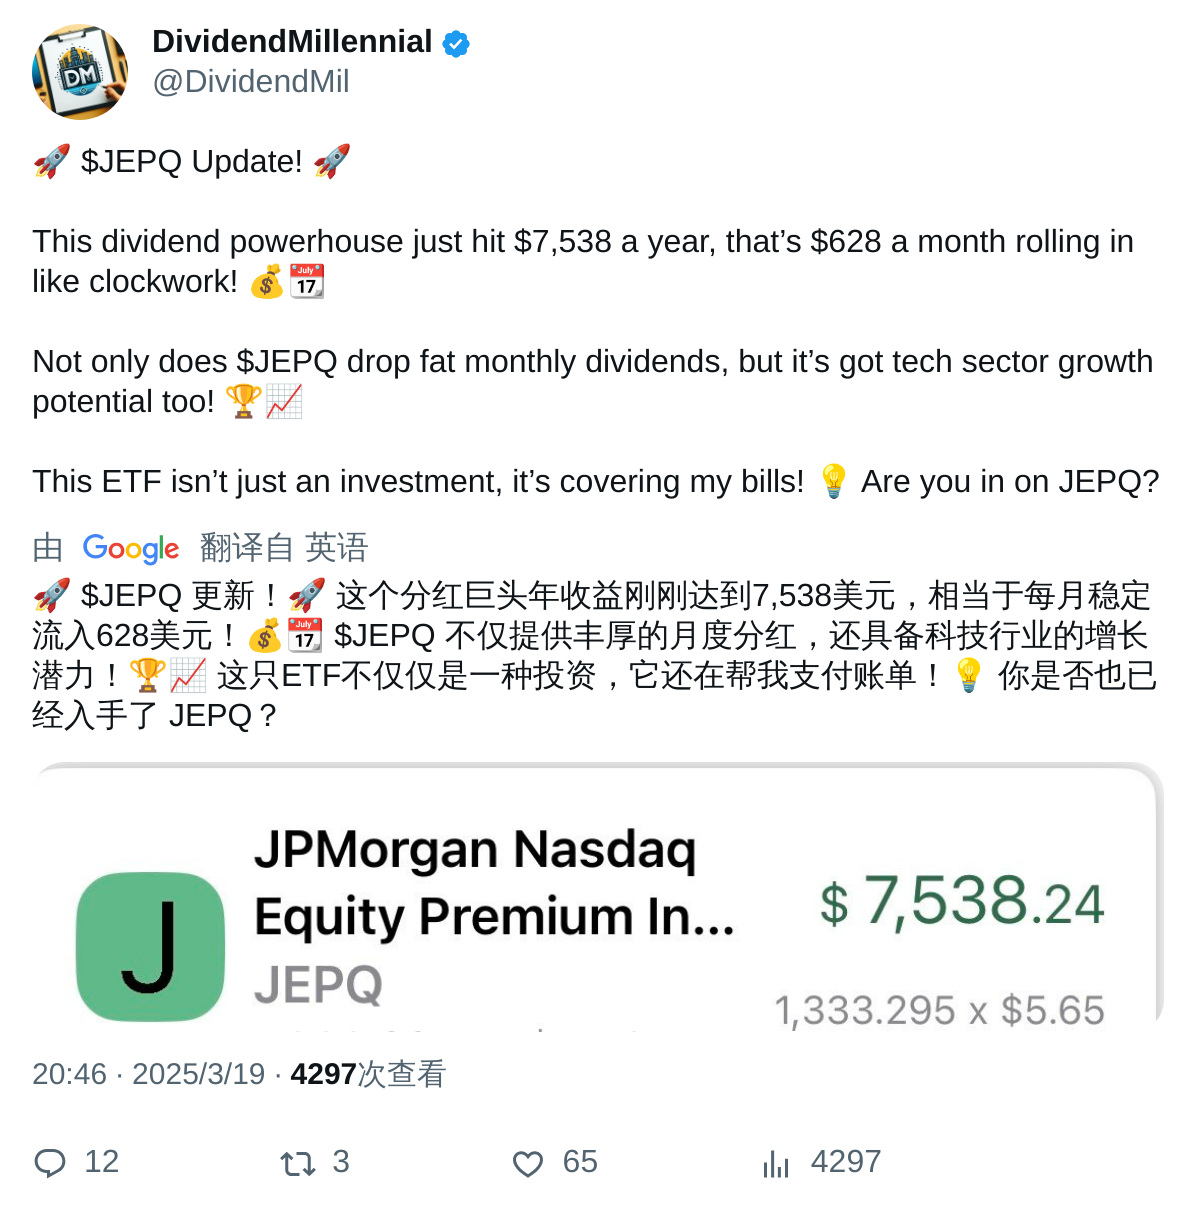 DividendMillennial
@DividendMil
🚀 $JEPQ Update! 🚀
This dividend powerhouse just hit $7,538 a year, that’s $628 a month rolling in
like clockwork! 💰📆
Not only does $JEPQ drop fat monthly dividends, but it’s got tech sector growth
potential too! 🏆📈
This ETF isn’t just an investment, it’s covering my bills! 💡 Are you in on JEPQ?
由 Google 翻译自 英语
🚀 $JEPQ 更新！🚀 这个分红巨头年收益刚刚达到7,538美元，相当于每月稳定
流入628美元！💰📆 $JEPQ 不仅提供丰厚的月度分红，还具备科技行业的增长
潜力！🏆📈 这只ETF不仅仅是一种投资，它还在帮我支付账单！💡 你是否也已
经入手了 JEPQ？
J
JPMorgan Nasdaq
Equity Premium In...
JEPQ
$ 7,538.24
1,333.295 x $5.65
20:46 · 2025/3/19 · 4297次查看
12 3 65 4297